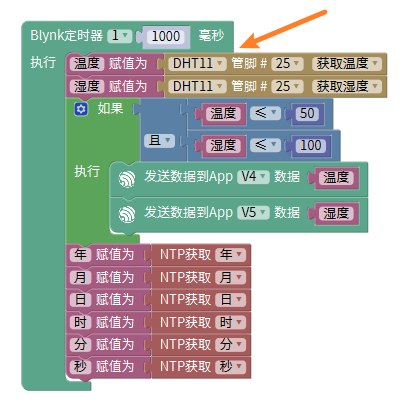 Blynk定时器 1 1000 毫秒
执行 温度 赋值为 DHT11 管脚 # 25 获取温度
湿度 赋值为 DHT11 管脚 # 25 获取湿度
如果 温度 ≤ 50
且 湿度 ≤ 100
执行 发送数据到App V4 数据 温度
发送数据到App V5 数据 湿度
年 赋值为 NTP获取 年
月 赋值为 NTP获取 月
日 赋值为 NTP获取 日
时 赋值为 NTP获取 时
分 赋值为 NTP获取 分
秒 赋值为 NTP获取 秒